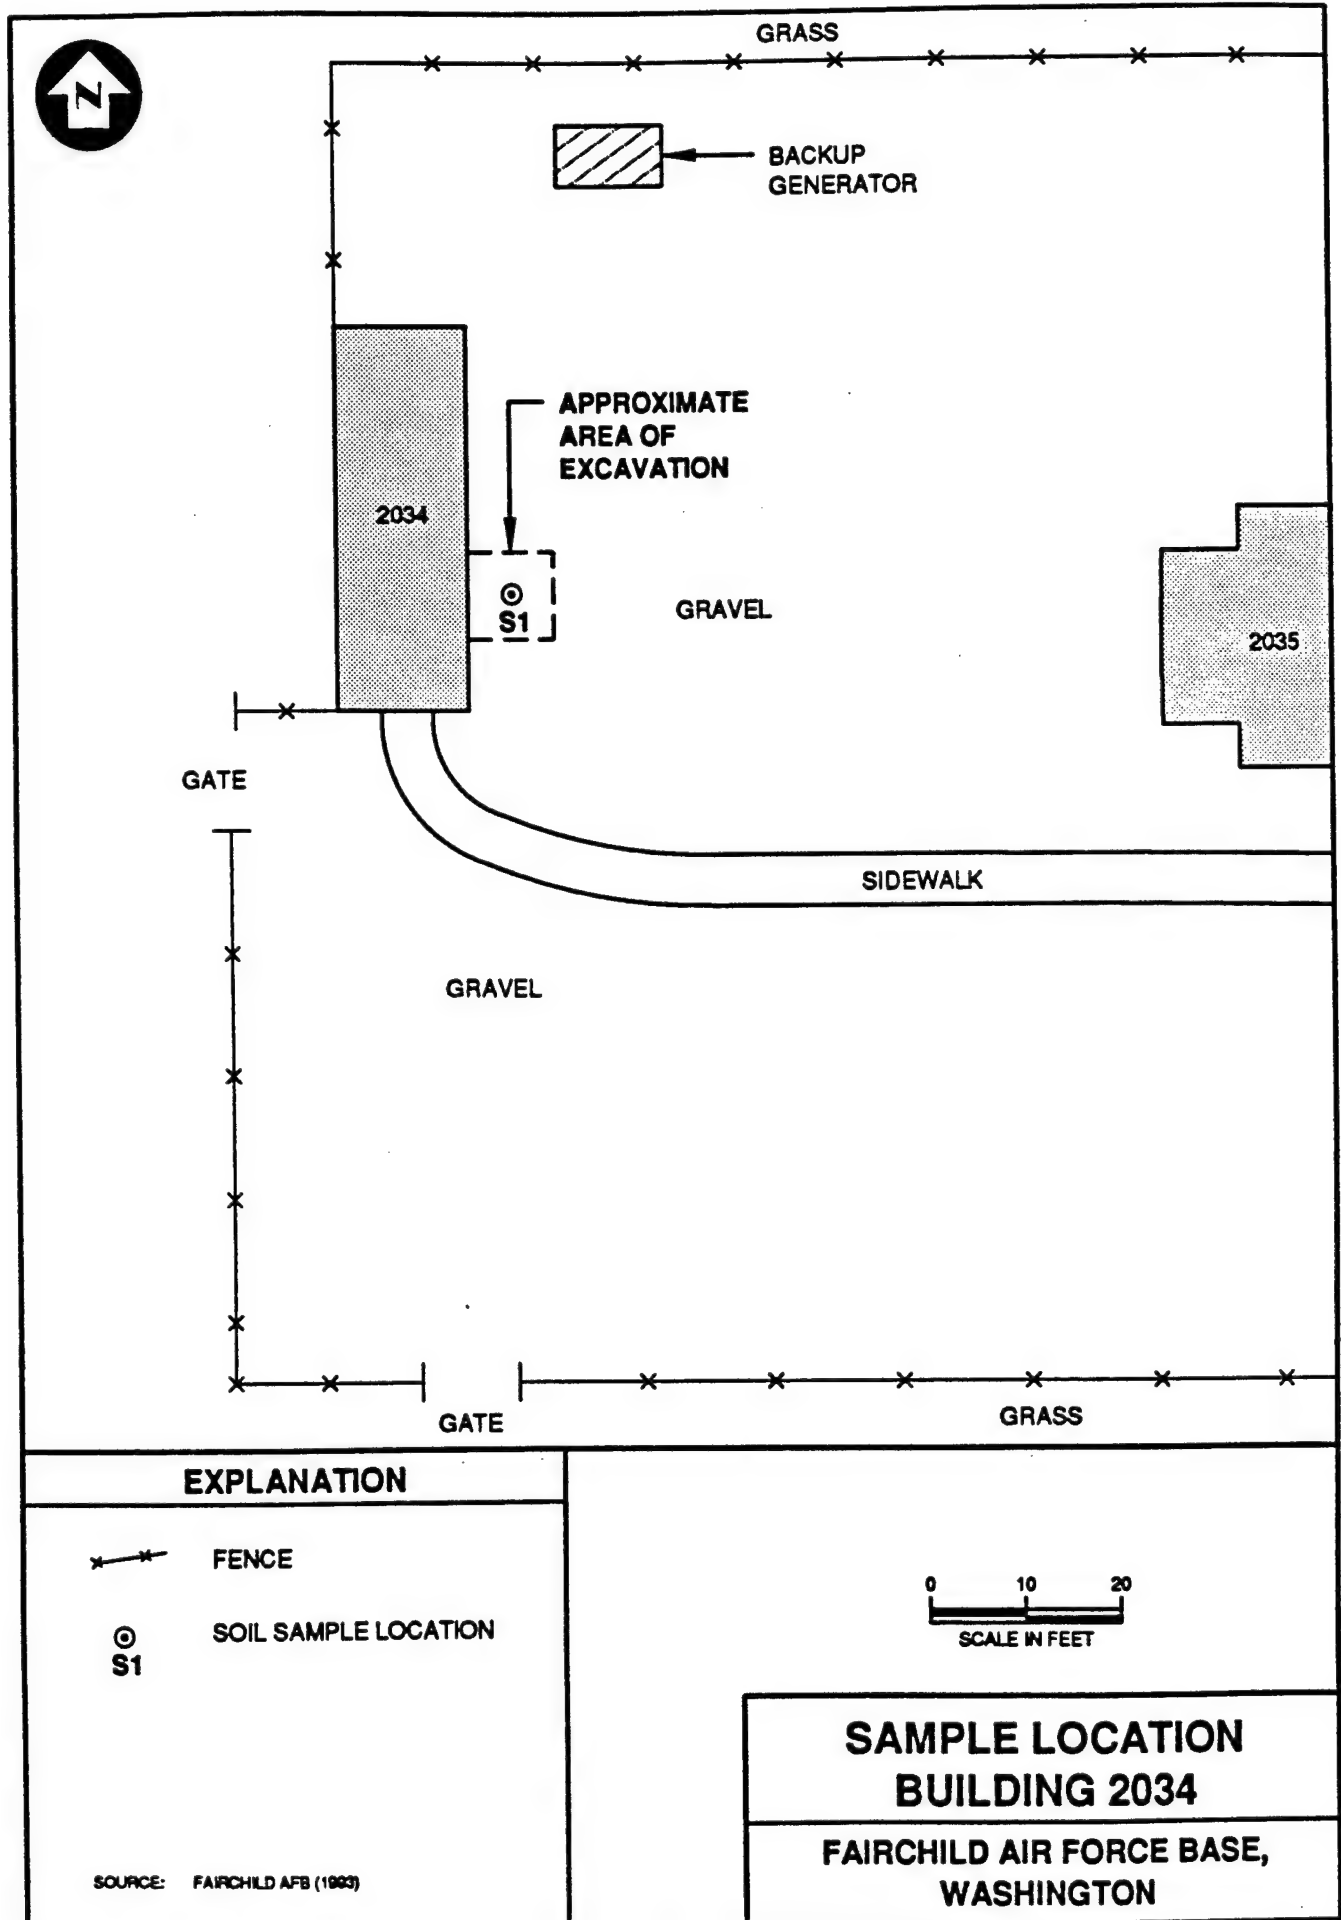 GRASS
N
BACKUP
GENERATOR
APPROXIMATE
AREA OF
EXCAVATION
2034
S1
GRAVEL
2035
GATE
SIDEWALK
GRAVEL
GATE
GRASS
EXPLANATION
FENCE
S1
SOIL SAMPLE LOCATION
0 10 20
SCALE IN FEET
SAMPLE LOCATION
BUILDING 2034
FAIRCHILD AIR FORCE BASE,
WASHINGTON
SOURCE: FAIRCHILD AFB (1993)